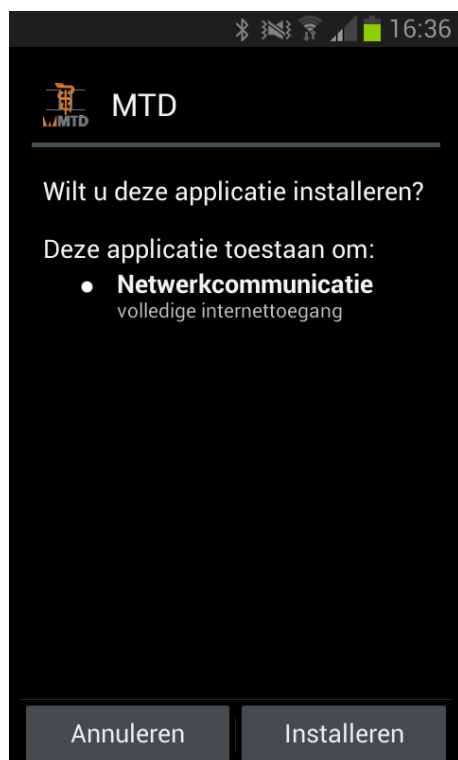 16:36
MTD
MTD
Wilt u deze applicatie installeren?
Deze applicatie toestaan om:
● Netwerkcommunicatie
volledige internettoegang
Annuleren
Installeren